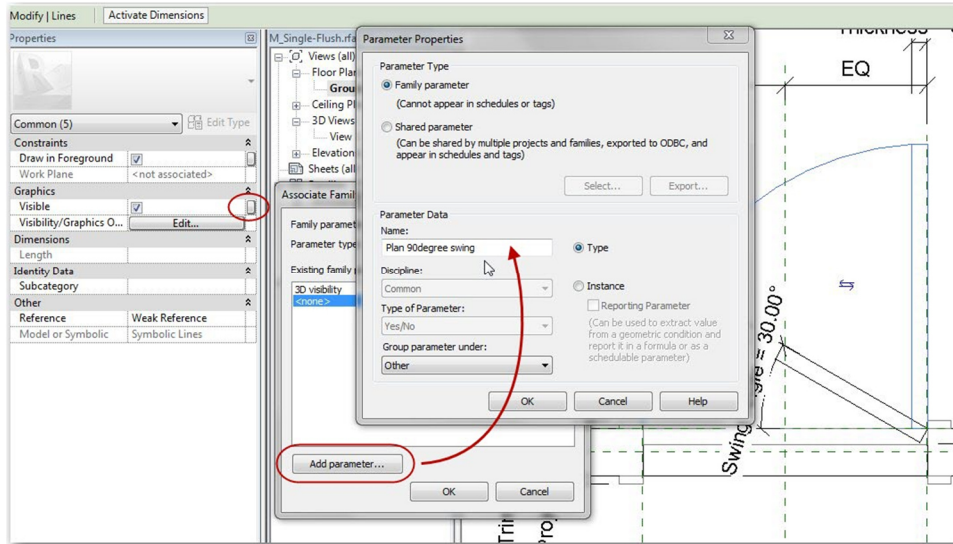 Modify | Lines
Activate Dimensions
Properties
Common (5)
Edit Type
Constraints
Draw in Foreground
Work Plane
<not associated>
Graphics
Visible
Visibility/Graphics O...
Edit...
Dimensions
Length
Identity Data
Subcategory
Other
Reference
Weak Reference
Model or Symbolic
Symbolic Lines
M_Single-Flush.rfa
Views (all)
Floor Plan
Grou
Ceiling Pl
3D Views
View
Elevation
Sheets (all
Associate Famil
Family paramet
Parameter type
Existing family p
3D visibility
<none>
Add parameter...
OK
Cancel
Parameter Properties
Parameter Type
Family parameter
(Cannot appear in schedules or tags)
Shared parameter
(Can be shared by multiple projects and families, exported to ODBC, and
appear in schedules and tags)
Select...
Export...
Parameter Data
Name:
Plan 90degree swing
Type
Discipline:
Common
Instance
Type of Parameter:
Reporting Parameter
Yes/No
(Can be used to extract value
from a geometric condition and
report it in a formula or as a
schedulable parameter)
Group parameter under:
Other
OK
Cancel
Help
Thickness
EQ
Swing
gle = 30.00°
Trin
Pro